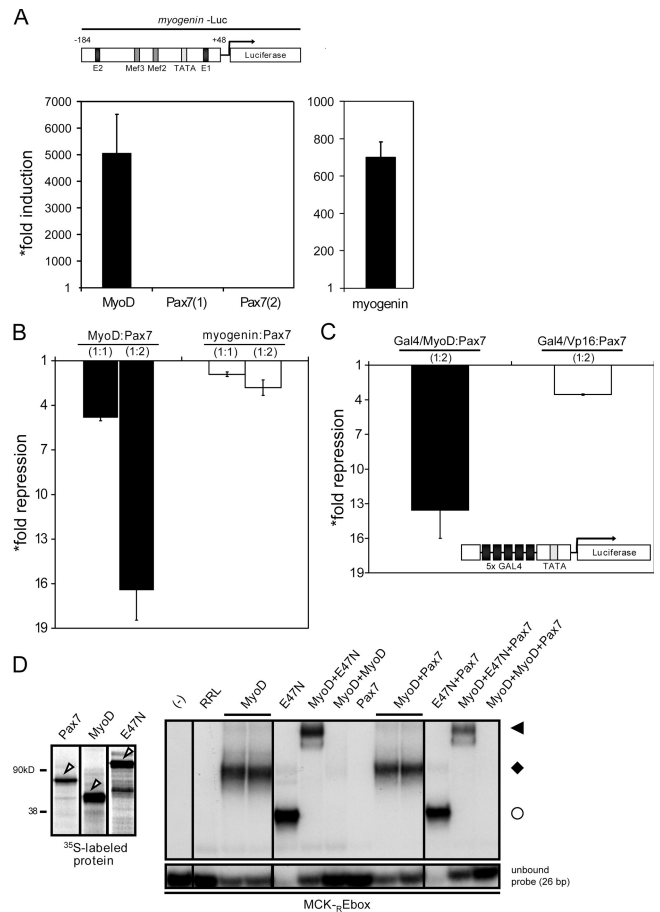 A
myogenin -Luc
-184
+48
Luciferase
E2
Mef3
Mef2
TATA
E1
*fold induction
7000
6000
5000
4000
3000
2000
1000
1
MyoD
Pax7(1)
Pax7(2)
1000
800
600
400
200
1
myogenin
B
MyoD:Pax7
(1:1)
(1:2)
myogenin:Pax7
(1:1)
(1:2)
*fold repression
1
4
7
10
13
16
19
C
Gal4/MyoD:Pax7
(1:2)
Gal4/Vp16:Pax7
(1:2)
*fold repression
1
4
7
10
13
16
19
5x GAL4
TATA
Luciferase
D
Pax7
MyoD
E47N
90kD
38
35S-labeled
protein
(-)
RRL
MyoD
E47N
MyoD+E47N
MyoD+MyoD
Pax7
MyoD+Pax7
E47N+Pax7
MyoD+E47N+Pax7
MyoD+MyoD+Pax7
unbound
probe (26 bp)
MCK-REbox